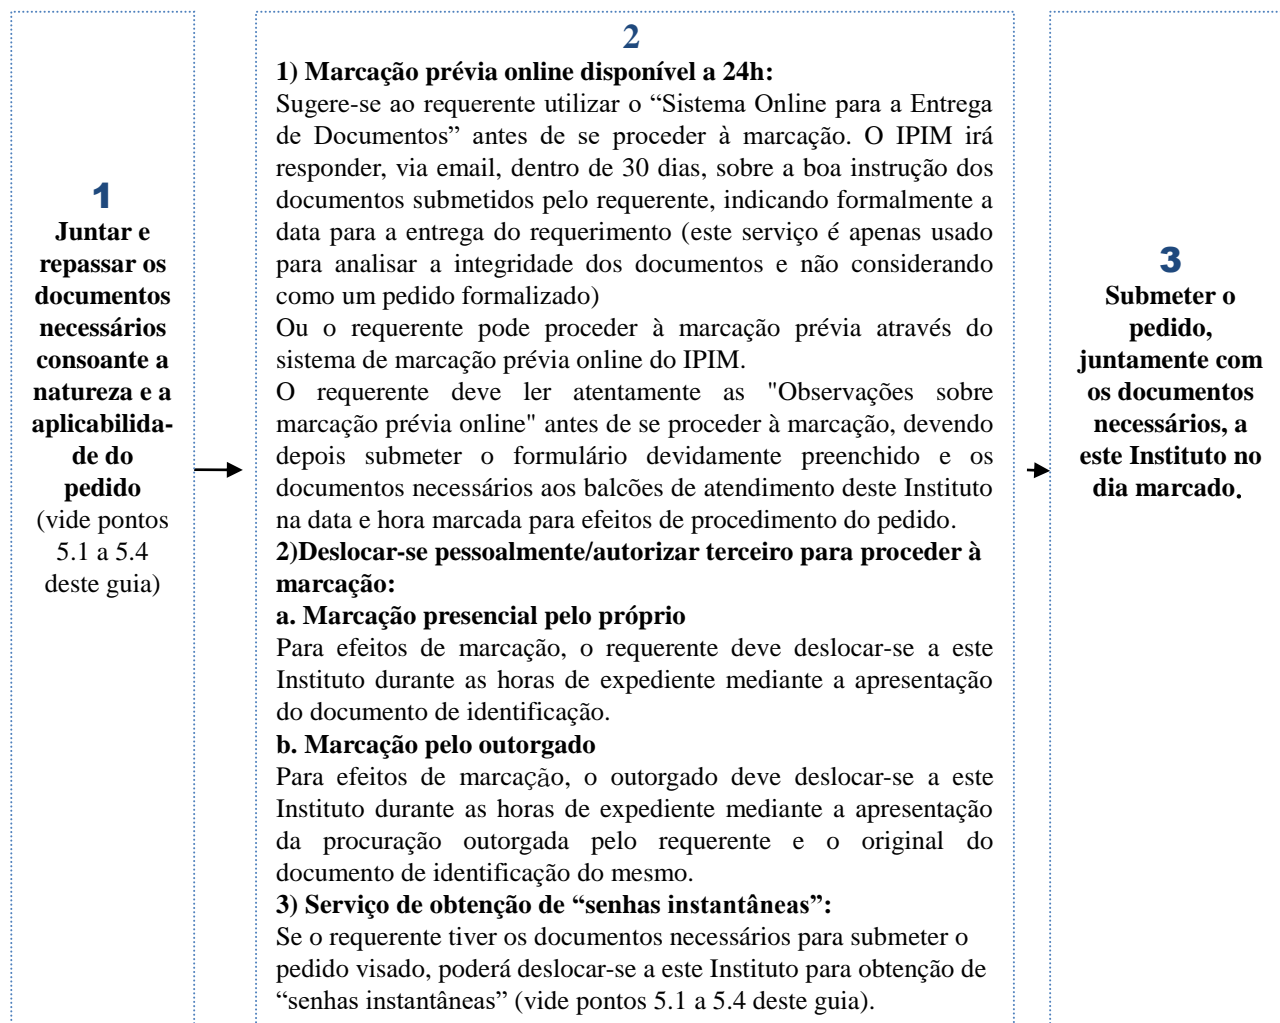 1
Juntar e
repassar os
documentos
necessários
consoante a
natureza e a
aplicabilida-
de do
pedido
(vide pontos
5.1 a 5.4
deste guia)
2
1) Marcação prévia online disponível a 24h:
Sugere-se ao requerente utilizar o “Sistema Online para a Entrega
de Documentos” antes de se proceder à marcação. O IPIM irá
responder, via email, dentro de 30 dias, sobre a boa instrução dos
documentos submetidos pelo requerente, indicando formalmente a
data para a entrega do requerimento (este serviço é apenas usado
para analisar a integridade dos documentos e não considerando
como um pedido formalizado)
Ou o requerente pode proceder à marcação prévia através do
sistema de marcação prévia online do IPIM.
O requerente deve ler atentamente as "Observações sobre
marcação prévia online" antes de se proceder à marcação, devendo
depois submeter o formulário devidamente preenchido e os
documentos necessários aos balcões de atendimento deste Instituto
na data e hora marcada para efeitos de procedimento do pedido.
2)Deslocar-se pessoalmente/autorizar terceiro para proceder à
marcação:
a. Marcação presencial pelo próprio
Para efeitos de marcação, o requerente deve deslocar-se a este
Instituto durante as horas de expediente mediante a apresentação
do documento de identificação.
b. Marcação pelo outorgado
Para efeitos de marcação, o outorgado deve deslocar-se a este
Instituto durante as horas de expediente mediante a apresentação
da procuração outorgada pelo requerente e o original do
documento de identificação do mesmo.
3) Serviço de obtenção de “senhas instantâneas”:
Se o requerente tiver os documentos necessários para submeter o
pedido visado, poderá deslocar-se a este Instituto para obtenção de
“senhas instantâneas” (vide pontos 5.1 a 5.4 deste guia).
3
Submeter o
pedido,
juntamente com
os documentos
necessários, a
este Instituto no
dia marcado.